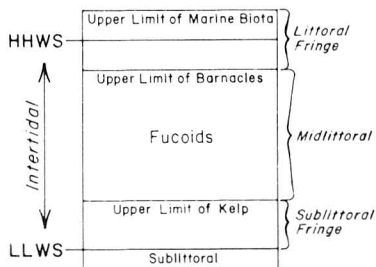 Upper Limit of Marine Biota
HHWS
Littoral
Fringe
Upper Limit of Barnacles
Intertidal
Fucoids
Midlittoral
Upper Limit of Kelp
Sublittoral
Fringe
LLWS
Sublittoral